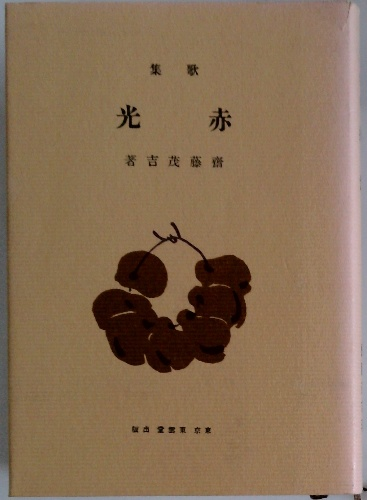 歌集
赤光
齋藤茂吉著
東京 東雲堂 出版